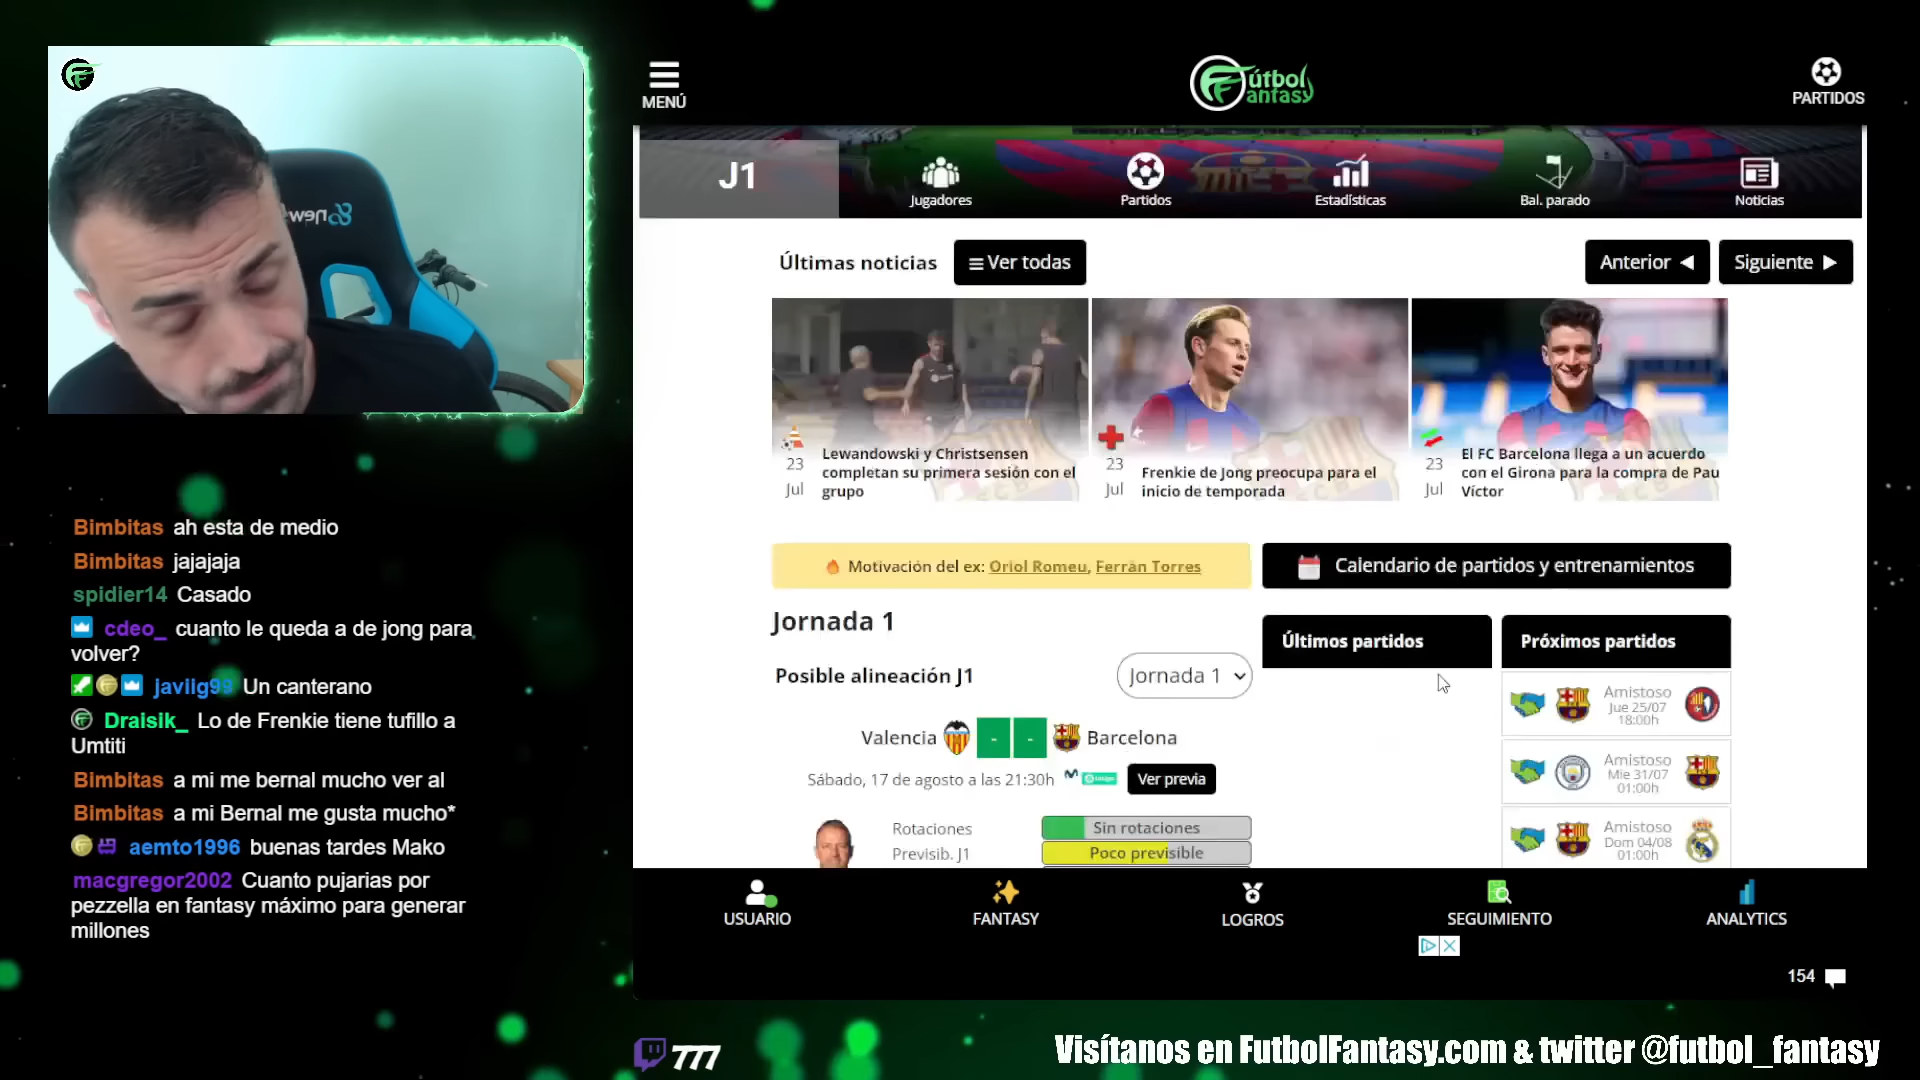 MENÚ
Fútbol
Fantasy
PARTIDOS
J1
Jugadores
Partidos
Estadísticas
Bal. parado
Noticias
Últimas noticias
Ver todas
Anterior
Siguiente
23
Jul
Lewandowski y Christsensen
completan su primera sesión con el
grupo
23
Jul
Frenkie de Jong preocupa para el
inicio de temporada
23
Jul
El FC Barcelona llega a un acuerdo
con el Girona para la compra de Pau
Víctor
Motivación del ex: Oriol Romeu, Ferrán Torres
Calendario de partidos y entrenamientos
Jornada 1
Posible alineación J1
Jornada 1
Valencia - - Barcelona
Sábado, 17 de agosto a las 21:30h
Ver previa
Rotaciones
Sin rotaciones
Previsib. J1
Poco previsible
Últimos partidos
Próximos partidos
Amistoso
Jue 25/07
18:00h
Amistoso
Mie 31/07
01:00h
Amistoso
Dom 04/08
01:00h
USUARIO
FANTASY
LOGROS
SEGUIMIENTO
ANALYTICS
154
Bimbitas ah esta de medio
Bimbitas jajajaja
spidier14 Casado
cdeo_ cuanto le queda a de jong para
volver?
javiig99 Un canterano
Draisik_ Lo de Frenkie tiene tufillo a
Umtiti
Bimbitas a mi me bernal mucho ver al
Bimbitas a mi Bernal me gusta mucho*
aemto1996 buenas tardes Mako
macgregor2002 Cuanto pujarias por
pezzella en fantasy máximo para generar
millones
777
Visítanos en FutbolFantasy.com & twitter @futbol_fantasy